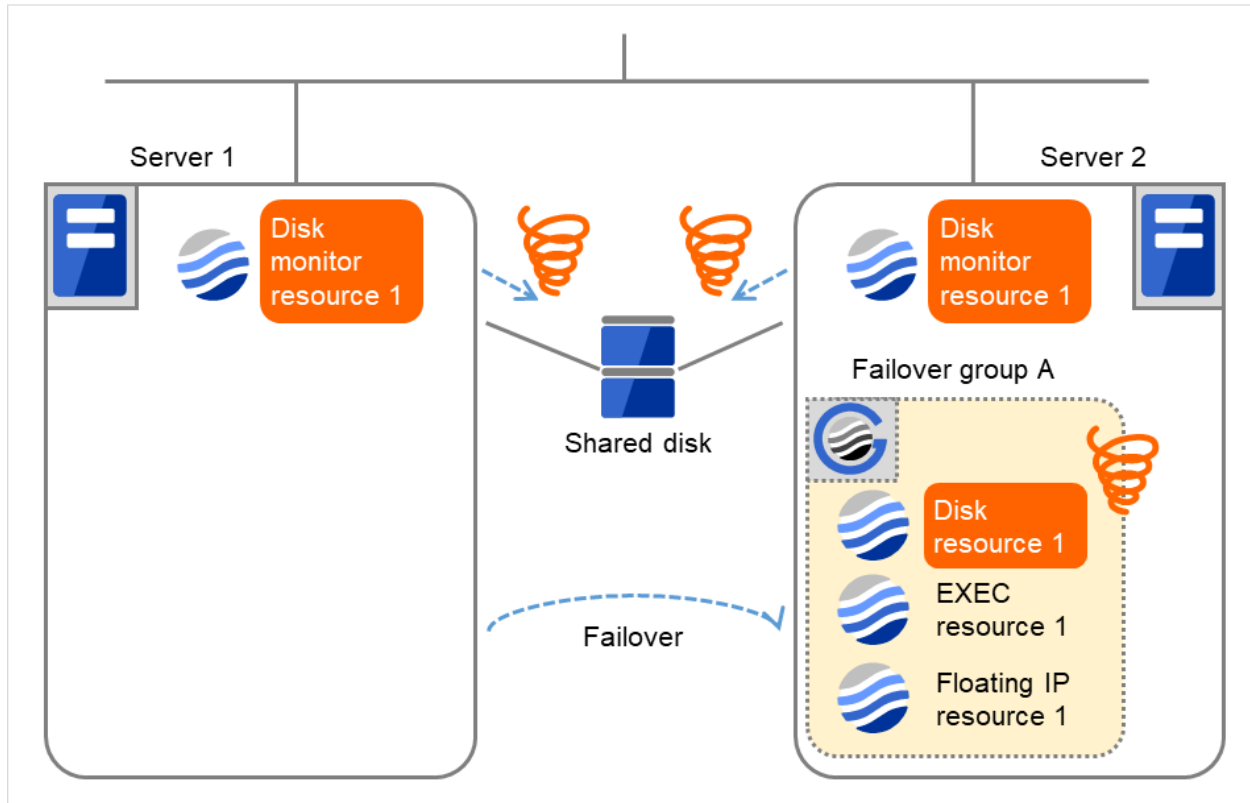 Server 1
Server 2
Disk
monitor
resource 1
Disk
monitor
resource 1
Shared disk
Failover group A
Disk
resource 1
EXEC
resource 1
Floating IP
resource 1
Failover